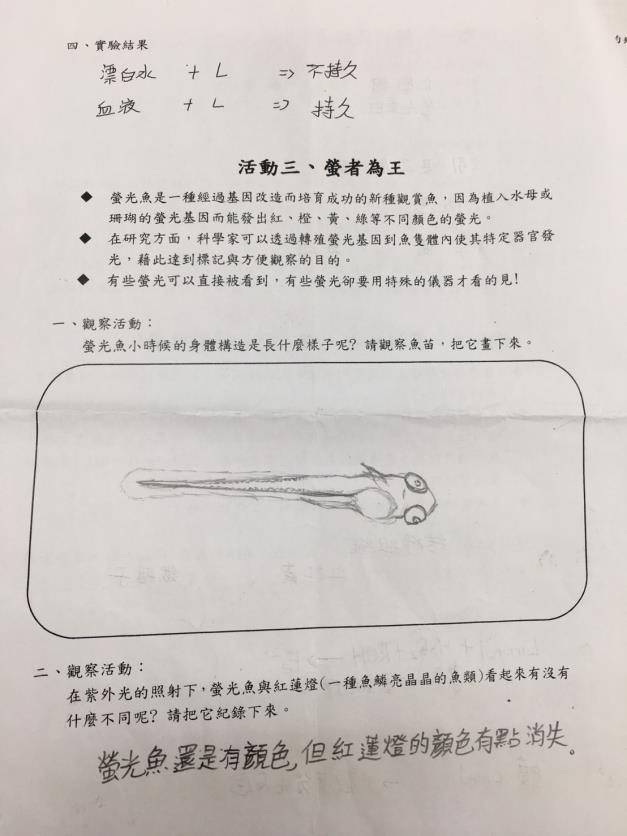 四、實驗結果
漂白水 + L => 不持久
血液 + L => 持久
活動三、螢者為王
◆ 螢光魚是一種經過基因改造而培育成功的新種觀賞魚,因為植入水母或
珊瑚的螢光基因而能發出紅、橙、黃、綠等不同顏色的螢光。
◆ 在研究方面,科學家可以透過轉殖螢光基因到魚隻體內使其特定器官發
光,藉此達到標記與方便觀察的目的。
◆ 有些螢光可以直接被看到,有些螢光卻要用特殊的儀器才看的見!
一、觀察活動:
螢光魚小時候的身體構造是長什麼樣子呢? 請觀察魚苗,把它畫下來。
二、觀察活動:
在紫外光的照射下,螢光魚與紅蓮燈(一種魚鱗亮晶晶的魚類)看起來有沒有
什麼不同呢? 請把它紀錄下來。
螢光魚還是有顏色,但紅蓮燈的顏色有點消失。